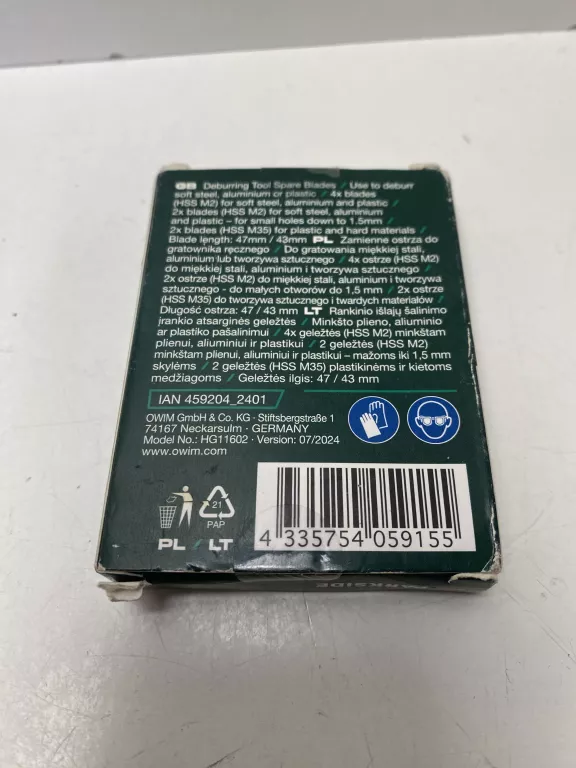 GB Deburring Tool Spare Blades / Use to deburr
soft steel, aluminium or plastic / 4x blades
(HSS M2) for soft steel, aluminium and plastic /
2x blades (HSS M2) for soft steel, aluminium
and plastic – for small holes down to 1.5mm /
2x blades (HSS M35) for plastic and hard materials /
Blade length: 47mm / 43mm PL Zamienne ostrza do
gratownika ręcznego / Do gratowania miękkiej stali,
aluminium lub tworzywa sztucznego / 4x ostrze (HSS M2)
do miękkiej stali, aluminium i tworzywa sztucznego /
2x ostrze (HSS M2) do miękkiej stali, aluminium i tworzywa
sztucznego - do małych otworów do 1,5 mm / 2x ostrze
(HSS M35) do tworzywa sztucznego i twardych materiałów /
Długość ostrza: 47 / 43 mm LT Rankinio išlajų šalinimo
įrankio atsarginės geležtės / Minkšto plieno, aliuminio
ar plastiko pašalinimui / 4x geležtės (HSS M2) minkštam
plienui, aliuminiui ir plastikui / 2 geležtės (HSS M2)
minkštam plienui, aliuminiui ir plastikui – mažoms iki 1,5 mm
skylėms / 2 geležtės (HSS M35) plastikinėms ir kietoms
medžiagoms / Geležtės ilgis: 47 / 43 mm
IAN 459204_2401
OWIM GmbH & Co. KG · Stiftsbergstraße 1
74167 Neckarsulm · GERMANY
Model No.: HG11602 · Version: 07/2024
www.owim.com
21
PAP
PL / LT
4 335754 059155
ARKSIDE